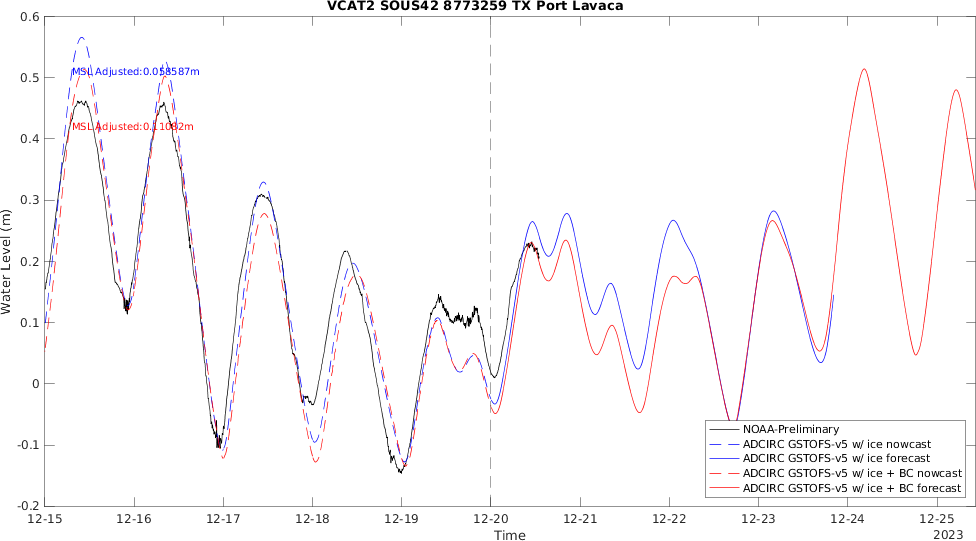 VCAT2 SOUS42 8773259 TX Port Lavaca
Water Level (m)
0.6
0.5
0.4
0.3
0.2
0.1
0
-0.1
-0.2
MSL Adjusted:0.058587m
MSL
NOAA-Preliminary
ADCIRC GSTOFS-v5 w/ ice nowcast
ADCIRC GSTOFS-v5 w/ ice forecast
ADCIRC GSTOFS-v5 w/ ice + BC nowcast
ADCIRC GSTOFS-v5 w/ ice + BC forecast
12-15 12-16 12-17 12-18 12-19 12-20 12-21 12-22 12-23 12-24 12-25
Time
2023